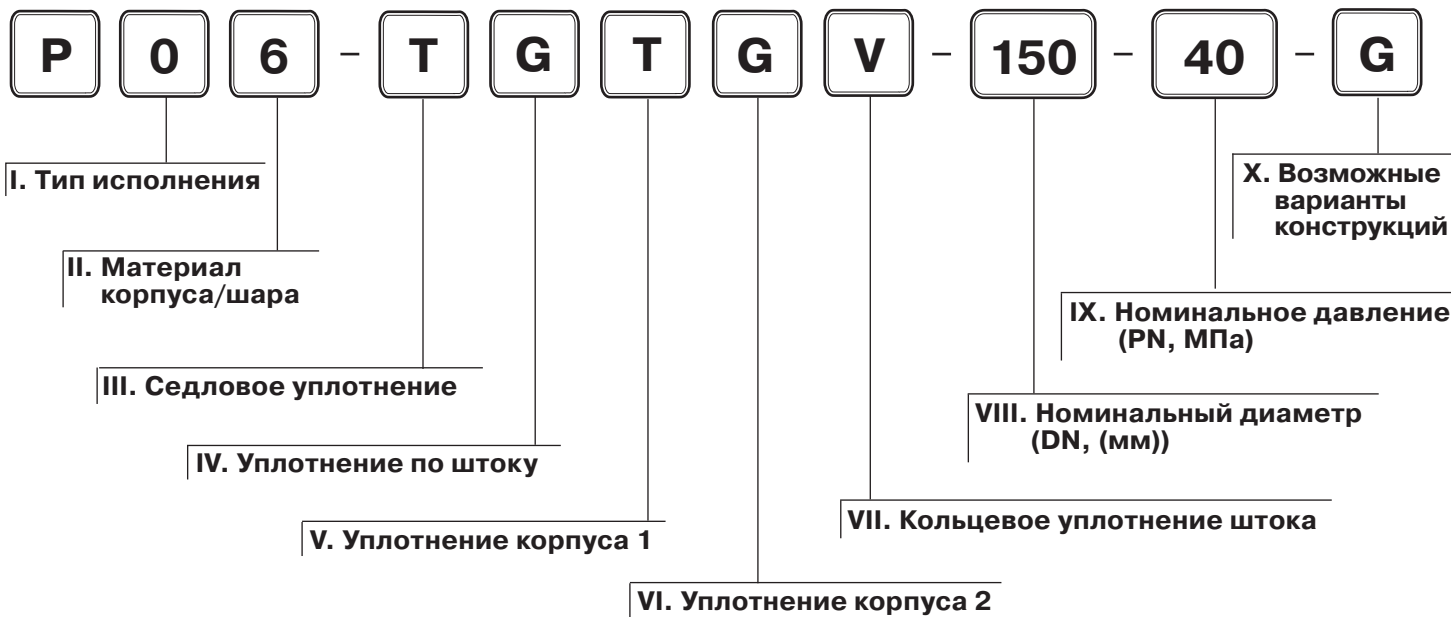 P 0 6 – T G T G V – 150 – 40 – G
I. Тип исполнения
X. Возможные
варианты
конструкций
II. Материал
корпуса/шара
IX. Номинальное давление
(PN, МПа)
III. Седловое уплотнение
VIII. Номинальный диаметр
(DN, (мм))
IV. Уплотнение по штоку
VII. Кольцевое уплотнение штока
V. Уплотнение корпуса 1
VI. Уплотнение корпуса 2